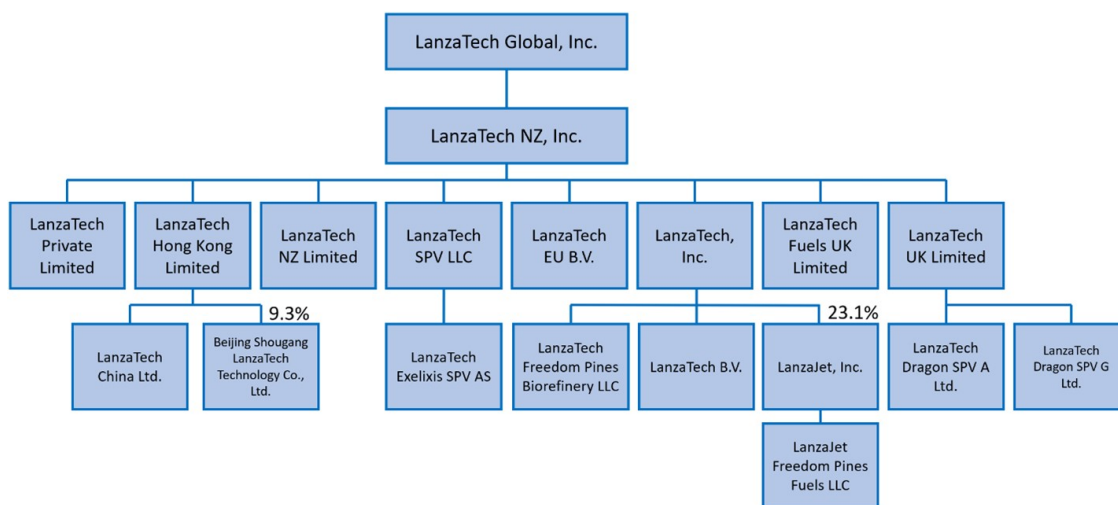 LanzaTech Global, Inc.
LanzaTech NZ, Inc.
LanzaTech
Private
Limited
LanzaTech
Hong Kong
Limited
LanzaTech
NZ Limited
LanzaTech
SPV LLC
LanzaTech
EU B.V.
LanzaTech,
Inc.
LanzaTech
Fuels UK
Limited
LanzaTech
UK Limited
9.3%
23.1%
LanzaTech
China Ltd.
Beijing Shougang
LanzaTech
Technology Co.,
Ltd.
LanzaTech
Exelixis SPV AS
LanzaTech
Freedom Pines
Biorefinery LLC
LanzaTech B.V.
LanzaJet, Inc.
LanzaTech
Dragon SPV A
Ltd.
LanzaTech
Dragon SPV G
Ltd.
LanzaJet
Freedom Pines
Fuels LLC